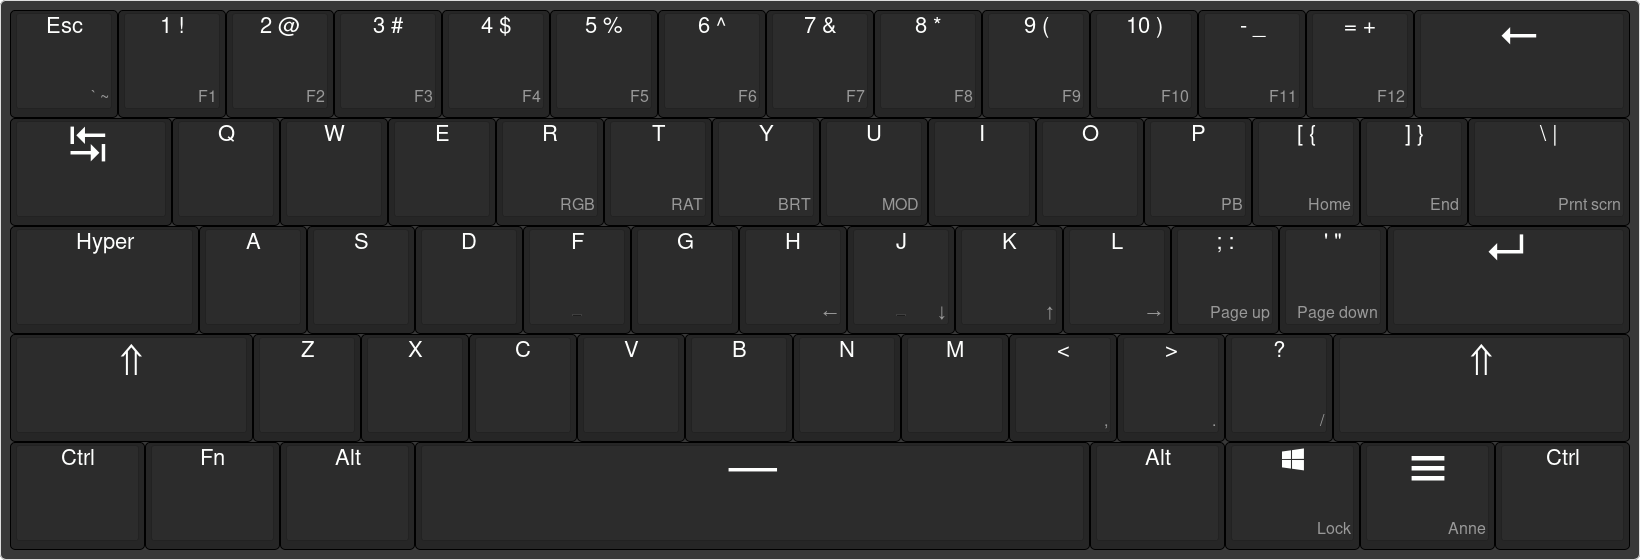 Esc 1 ! 2 @ 3 # 4 $ 5 % 6 ^ 7 & 8 * 9 ( 10 ) - _ = + ←
` ~ F1 F2 F3 F4 F5 F6 F7 F8 F9 F10 F11 F12
Q W E R T Y U I O P [ { ] } \ |
RGB RAT BRT MOD PB Home End Prnt scrn
Hyper A S D F G H J K L ; : ' "
_ ← _ ↓ ↑ → Page up Page down
⇑ Z X C V B N M < > ? ⇑
, . /
Ctrl Fn Alt Alt Ctrl
Lock Anne